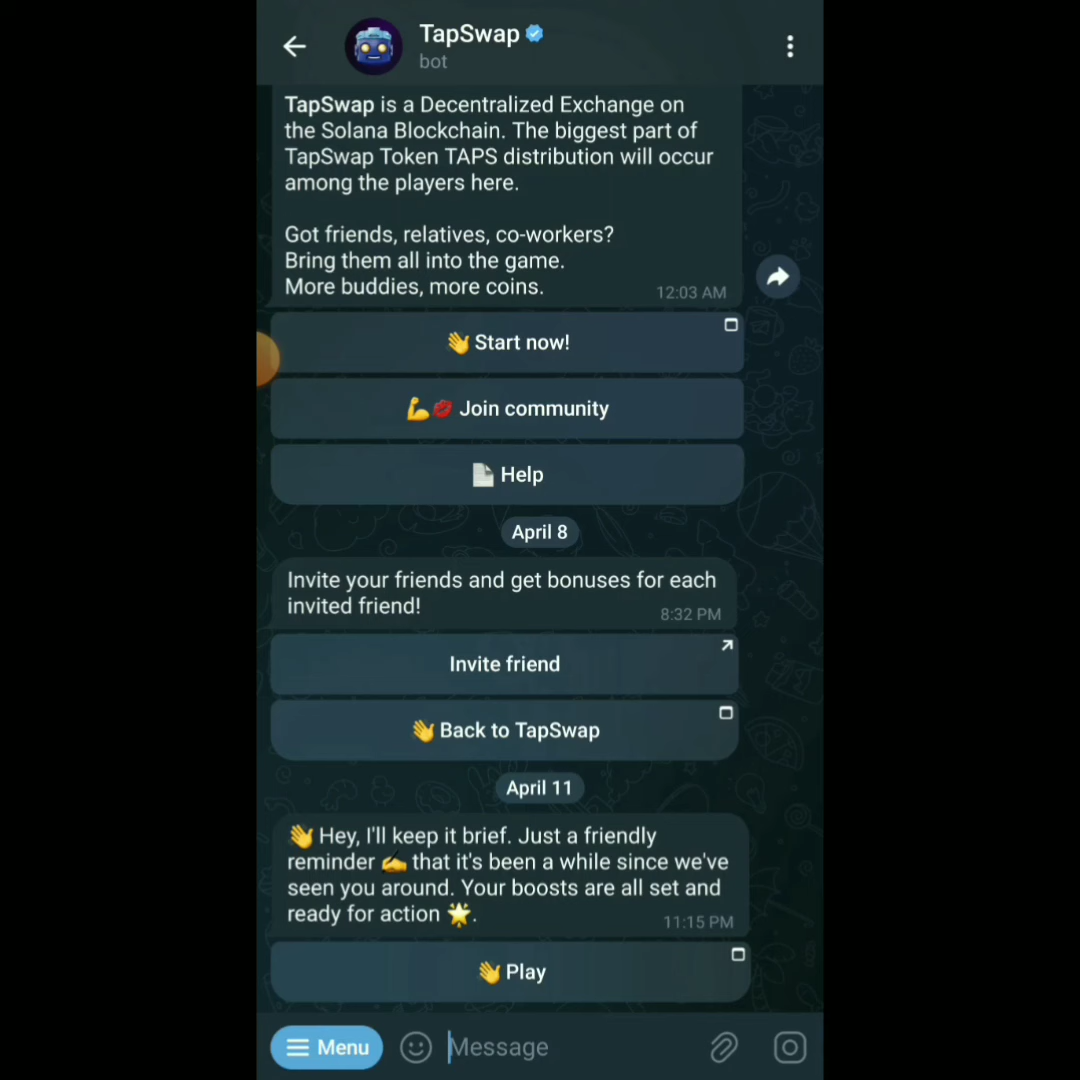 TapSwap
bot
TapSwap is a Decentralized Exchange on
the Solana Blockchain. The biggest part of
TapSwap Token TAPS distribution will occur
among the players here.
Got friends, relatives, co-workers?
Bring them all into the game.
More buddies, more coins.
12:03 AM
👋 Start now!
💪💋 Join community
📄 Help
April 8
Invite your friends and get bonuses for each
invited friend!
8:32 PM
Invite friend
👋 Back to TapSwap
April 11
👋 Hey, I'll keep it brief. Just a friendly
reminder ✍️ that it's been a while since we've
seen you around. Your boosts are all set and
ready for action 🌟.
11:15 PM
👋 Play
Menu
Message